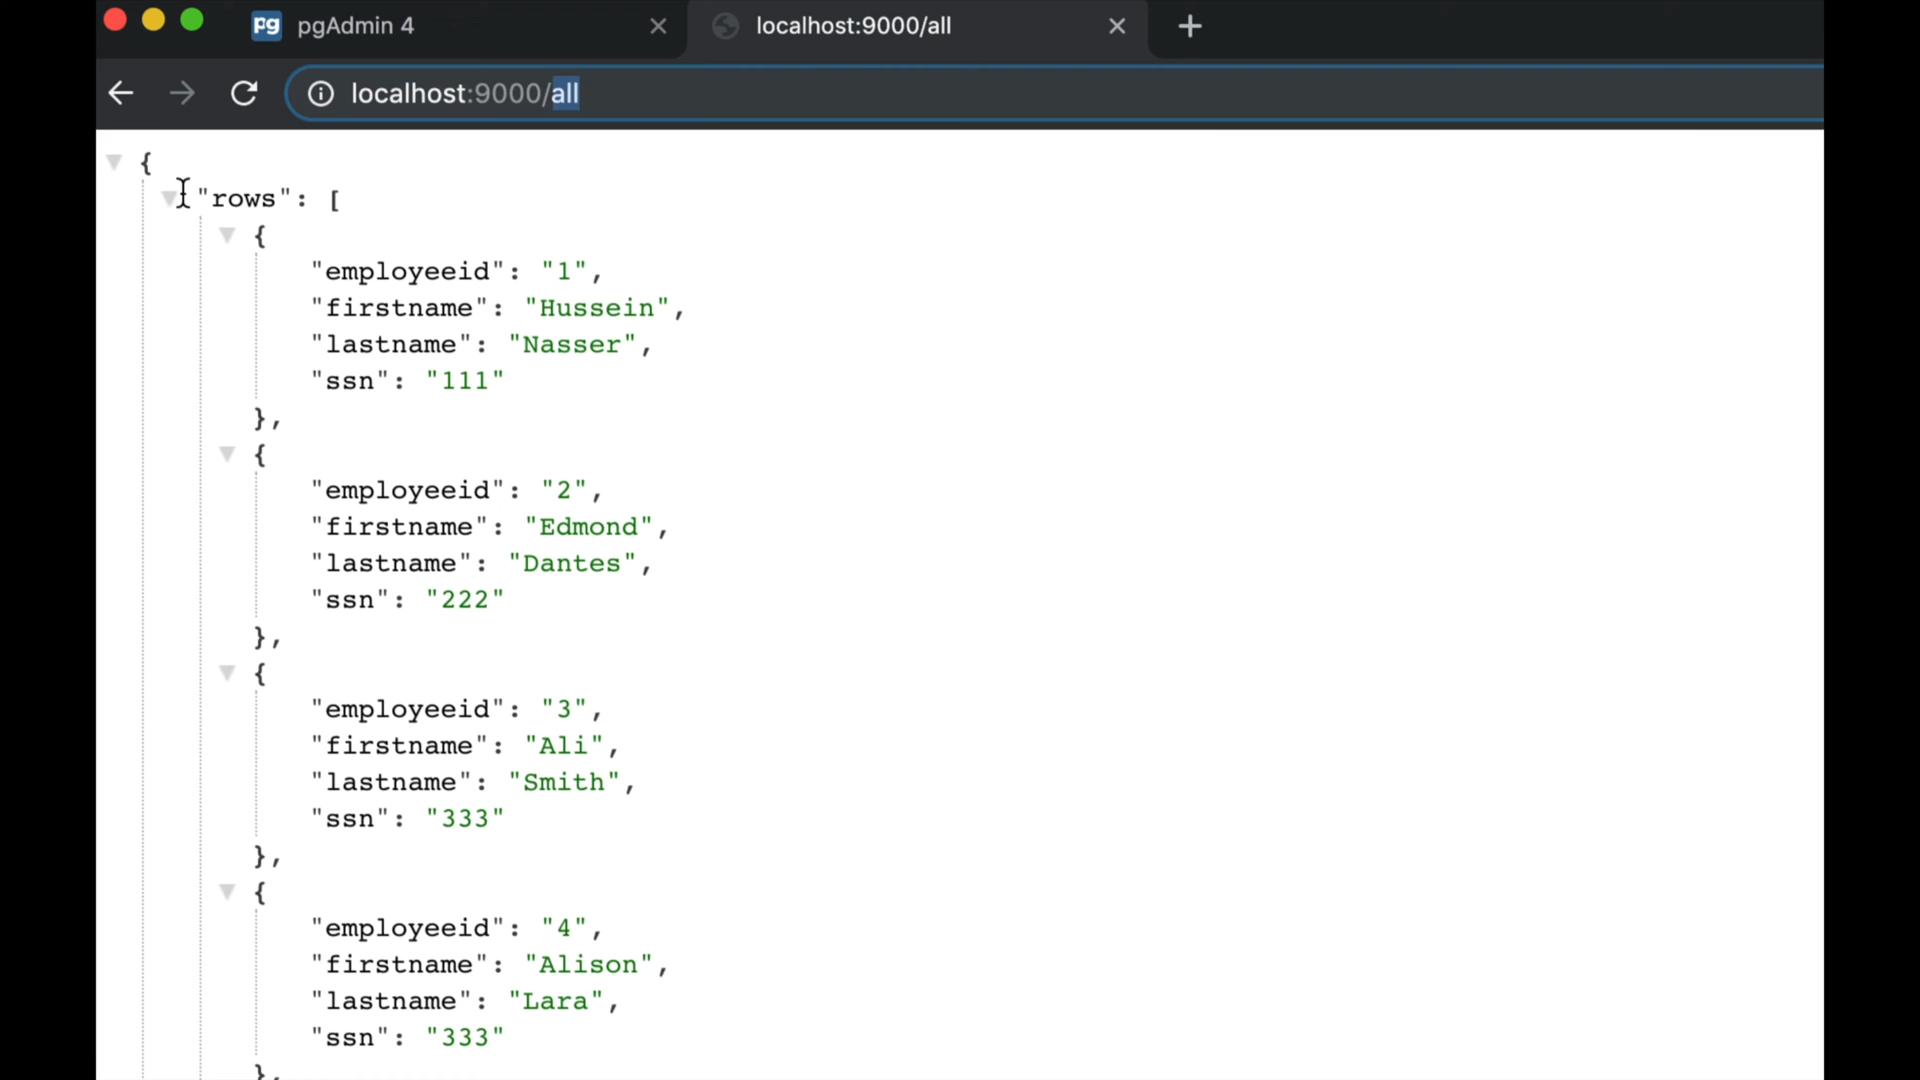 pg pgAdmin 4
localhost:9000/all
localhost:9000/all
{
"rows": [
{
"employeeid": "1",
"firstname": "Hussein",
"lastname": "Nasser",
"ssn": "111"
},
{
"employeeid": "2",
"firstname": "Edmond",
"lastname": "Dantes",
"ssn": "222"
},
{
"employeeid": "3",
"firstname": "Ali",
"lastname": "Smith",
"ssn": "333"
},
{
"employeeid": "4",
"firstname": "Alison",
"lastname": "Lara",
"ssn": "333"
},